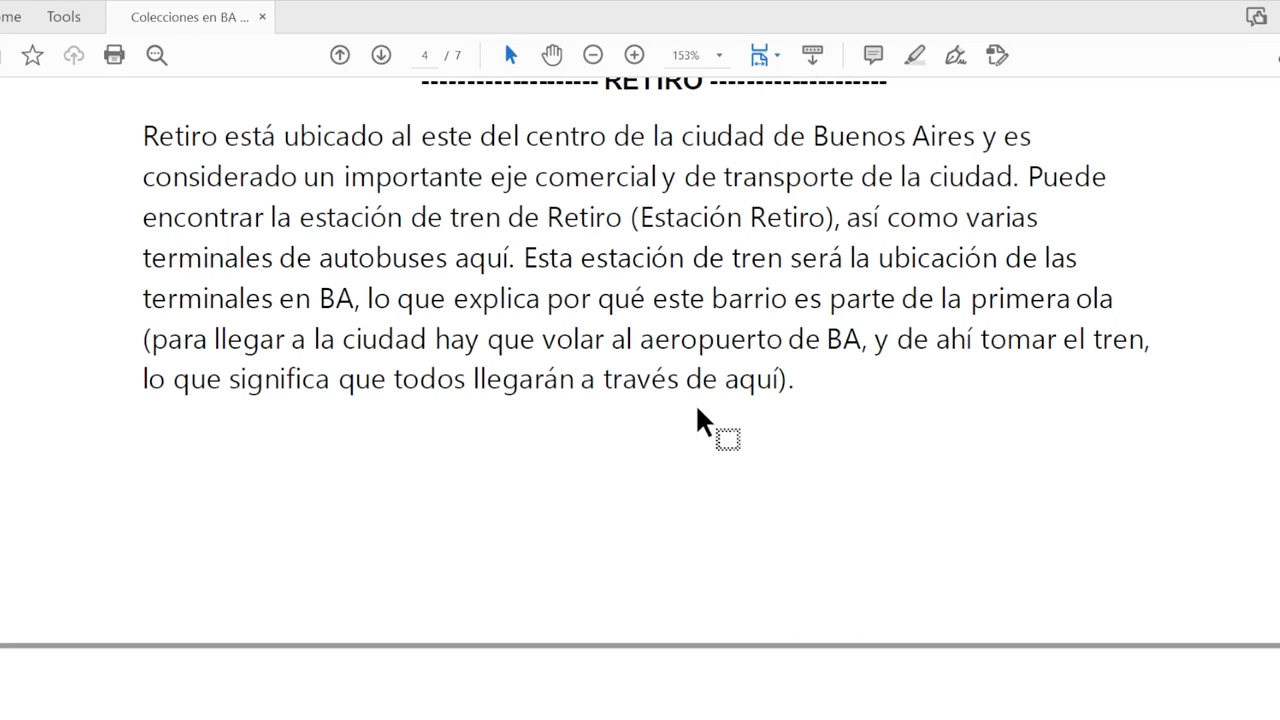 ome Tools Colecciones en BA ... ×
4 / 7 153%
-------------------- RETIRO --------------------
Retiro está ubicado al este del centro de la ciudad de Buenos Aires y es
considerado un importante eje comercial y de transporte de la ciudad. Puede
encontrar la estación de tren de Retiro (Estación Retiro), así como varias
terminales de autobuses aquí. Esta estación de tren será la ubicación de las
terminales en BA, lo que explica por qué este barrio es parte de la primera ola
(para llegar a la ciudad hay que volar al aeropuerto de BA, y de ahí tomar el tren,
lo que significa que todos llegarán a través de aquí).